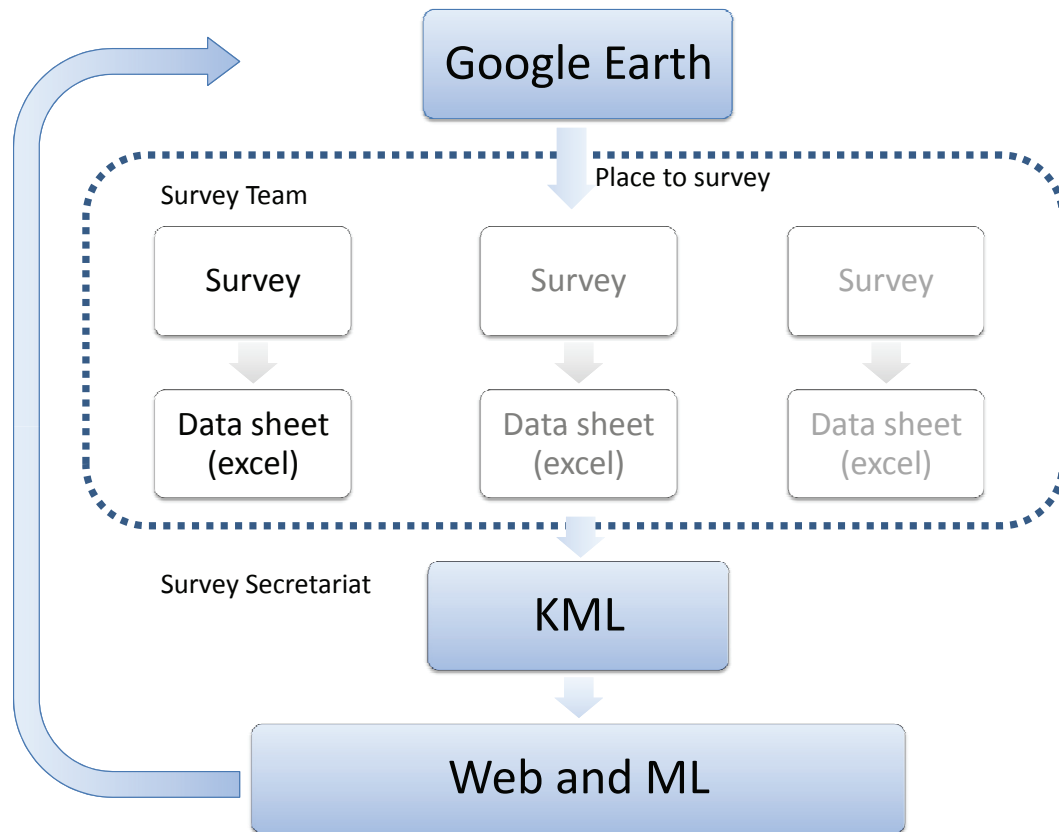 Google Earth
Place to survey
Survey Team
Survey
Survey
Survey
Data sheet
(excel)
Data sheet
(excel)
Data sheet
(excel)
Survey Secretariat
KML
Web and ML